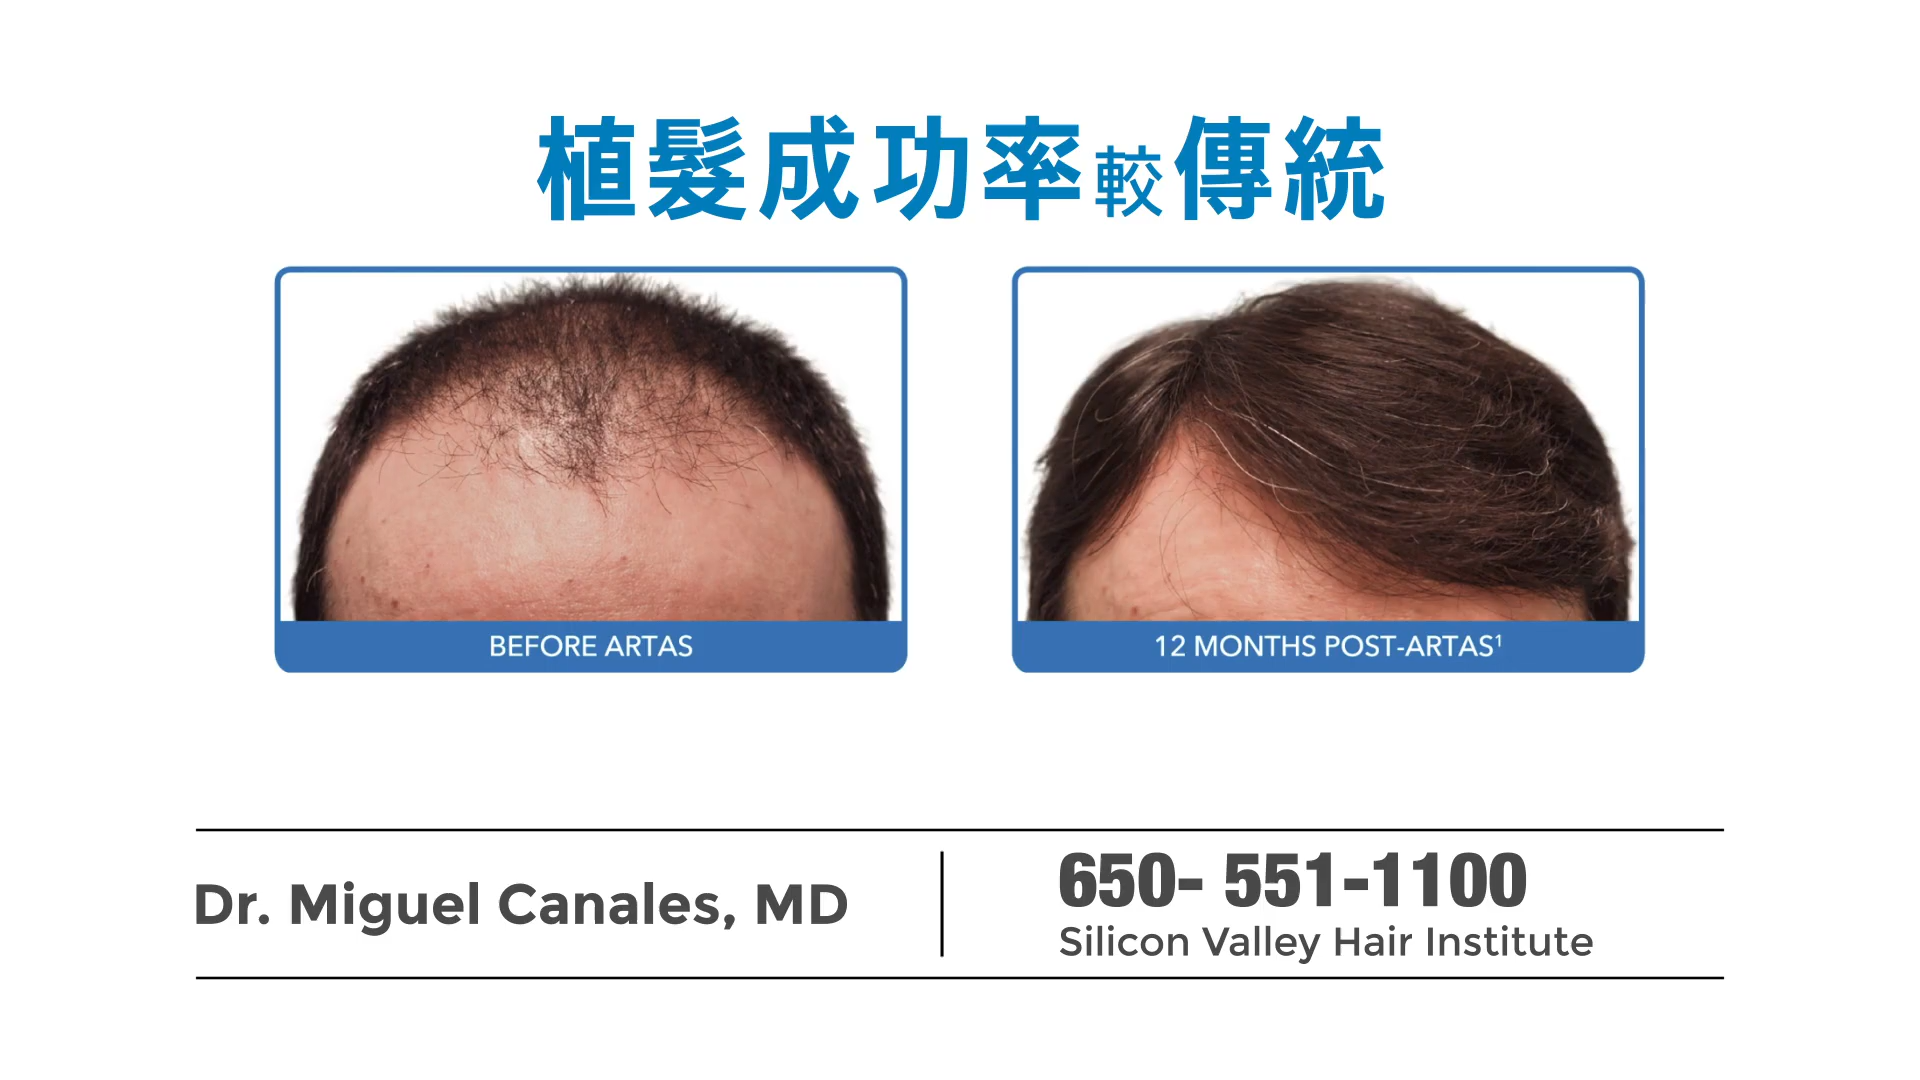 植髮成功率較傳統
BEFORE ARTAS
12 MONTHS POST-ARTAS¹
Dr. Miguel Canales, MD
650- 551-1100
Silicon Valley Hair Institute